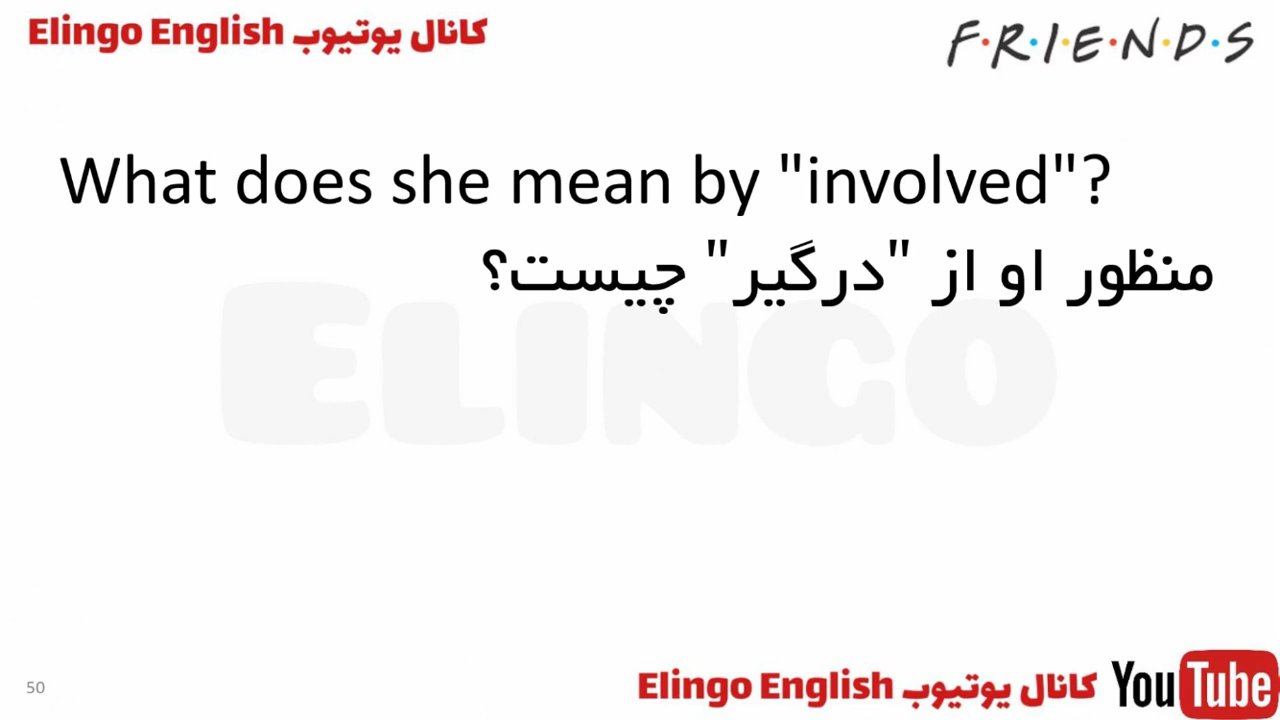 Elingo English کانال یوتیوب
F·R·I·E·N·D·S
What does she mean by "involved"?
منظور او از "درگیر" چیست؟
ELINGO
50
Elingo English کانال یوتیوب
YouTube